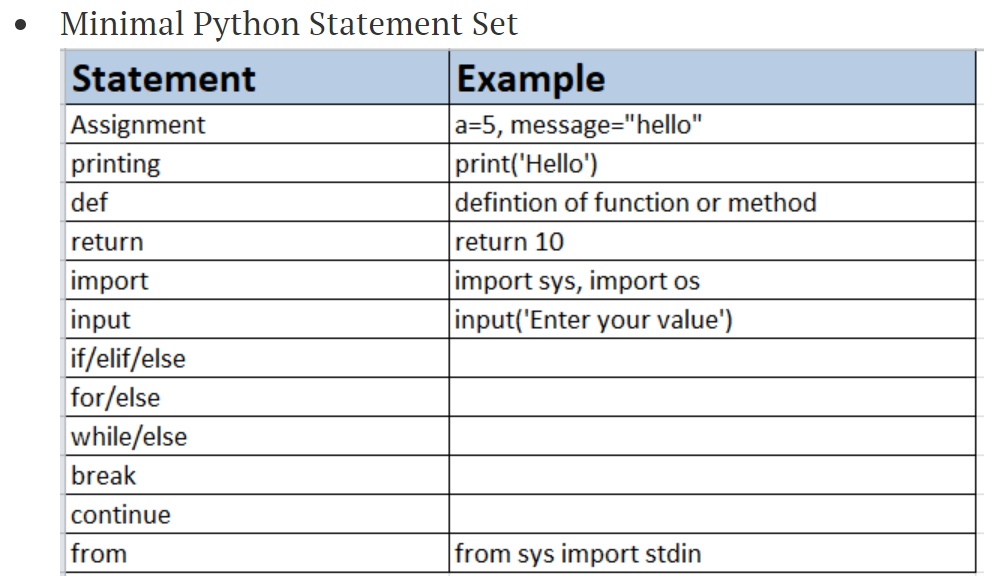 • Minimal Python Statement Set
Statement Example
Assignment a=5, message="hello"
printing print('Hello')
def defintion of function or method
return return 10
import import sys, import os
input input('Enter your value')
if/elif/else
for/else
while/else
break
continue
from from sys import stdin